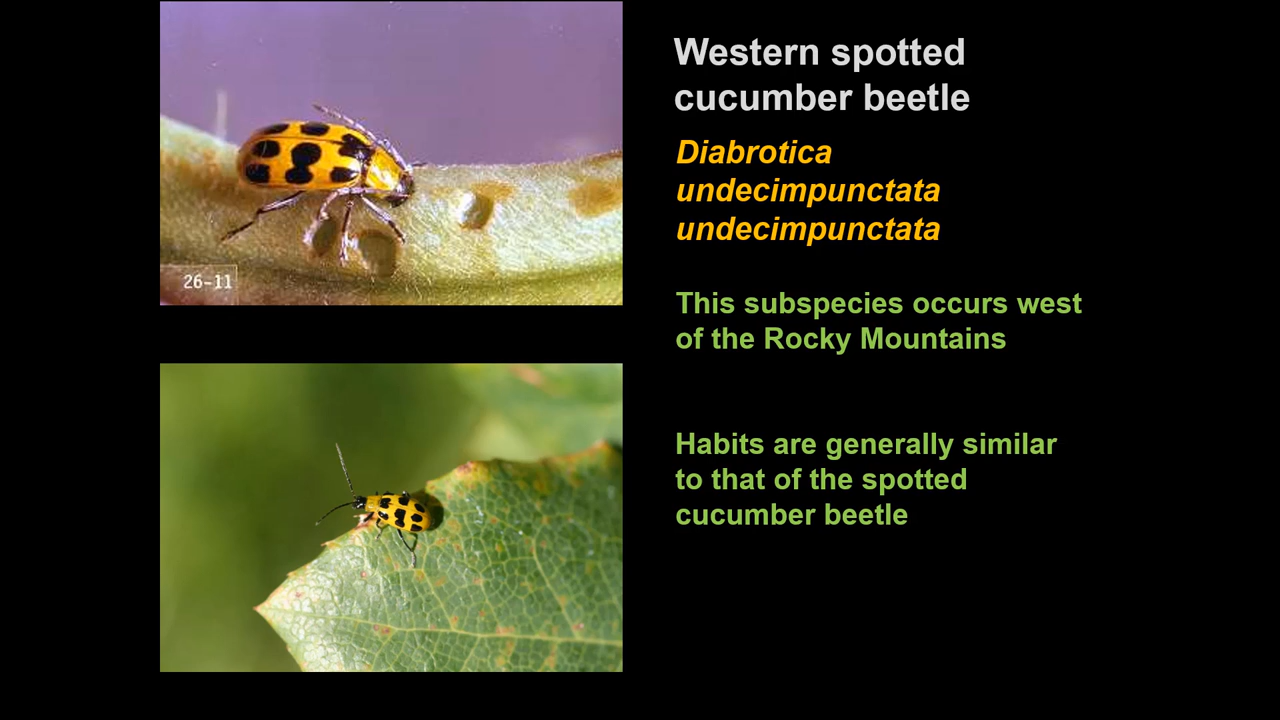 Western spotted
cucumber beetle
Diabrotica
undecimpunctata
undecimpunctata
This subspecies occurs west
of the Rocky Mountains
Habits are generally similar
to that of the spotted
cucumber beetle
26-11